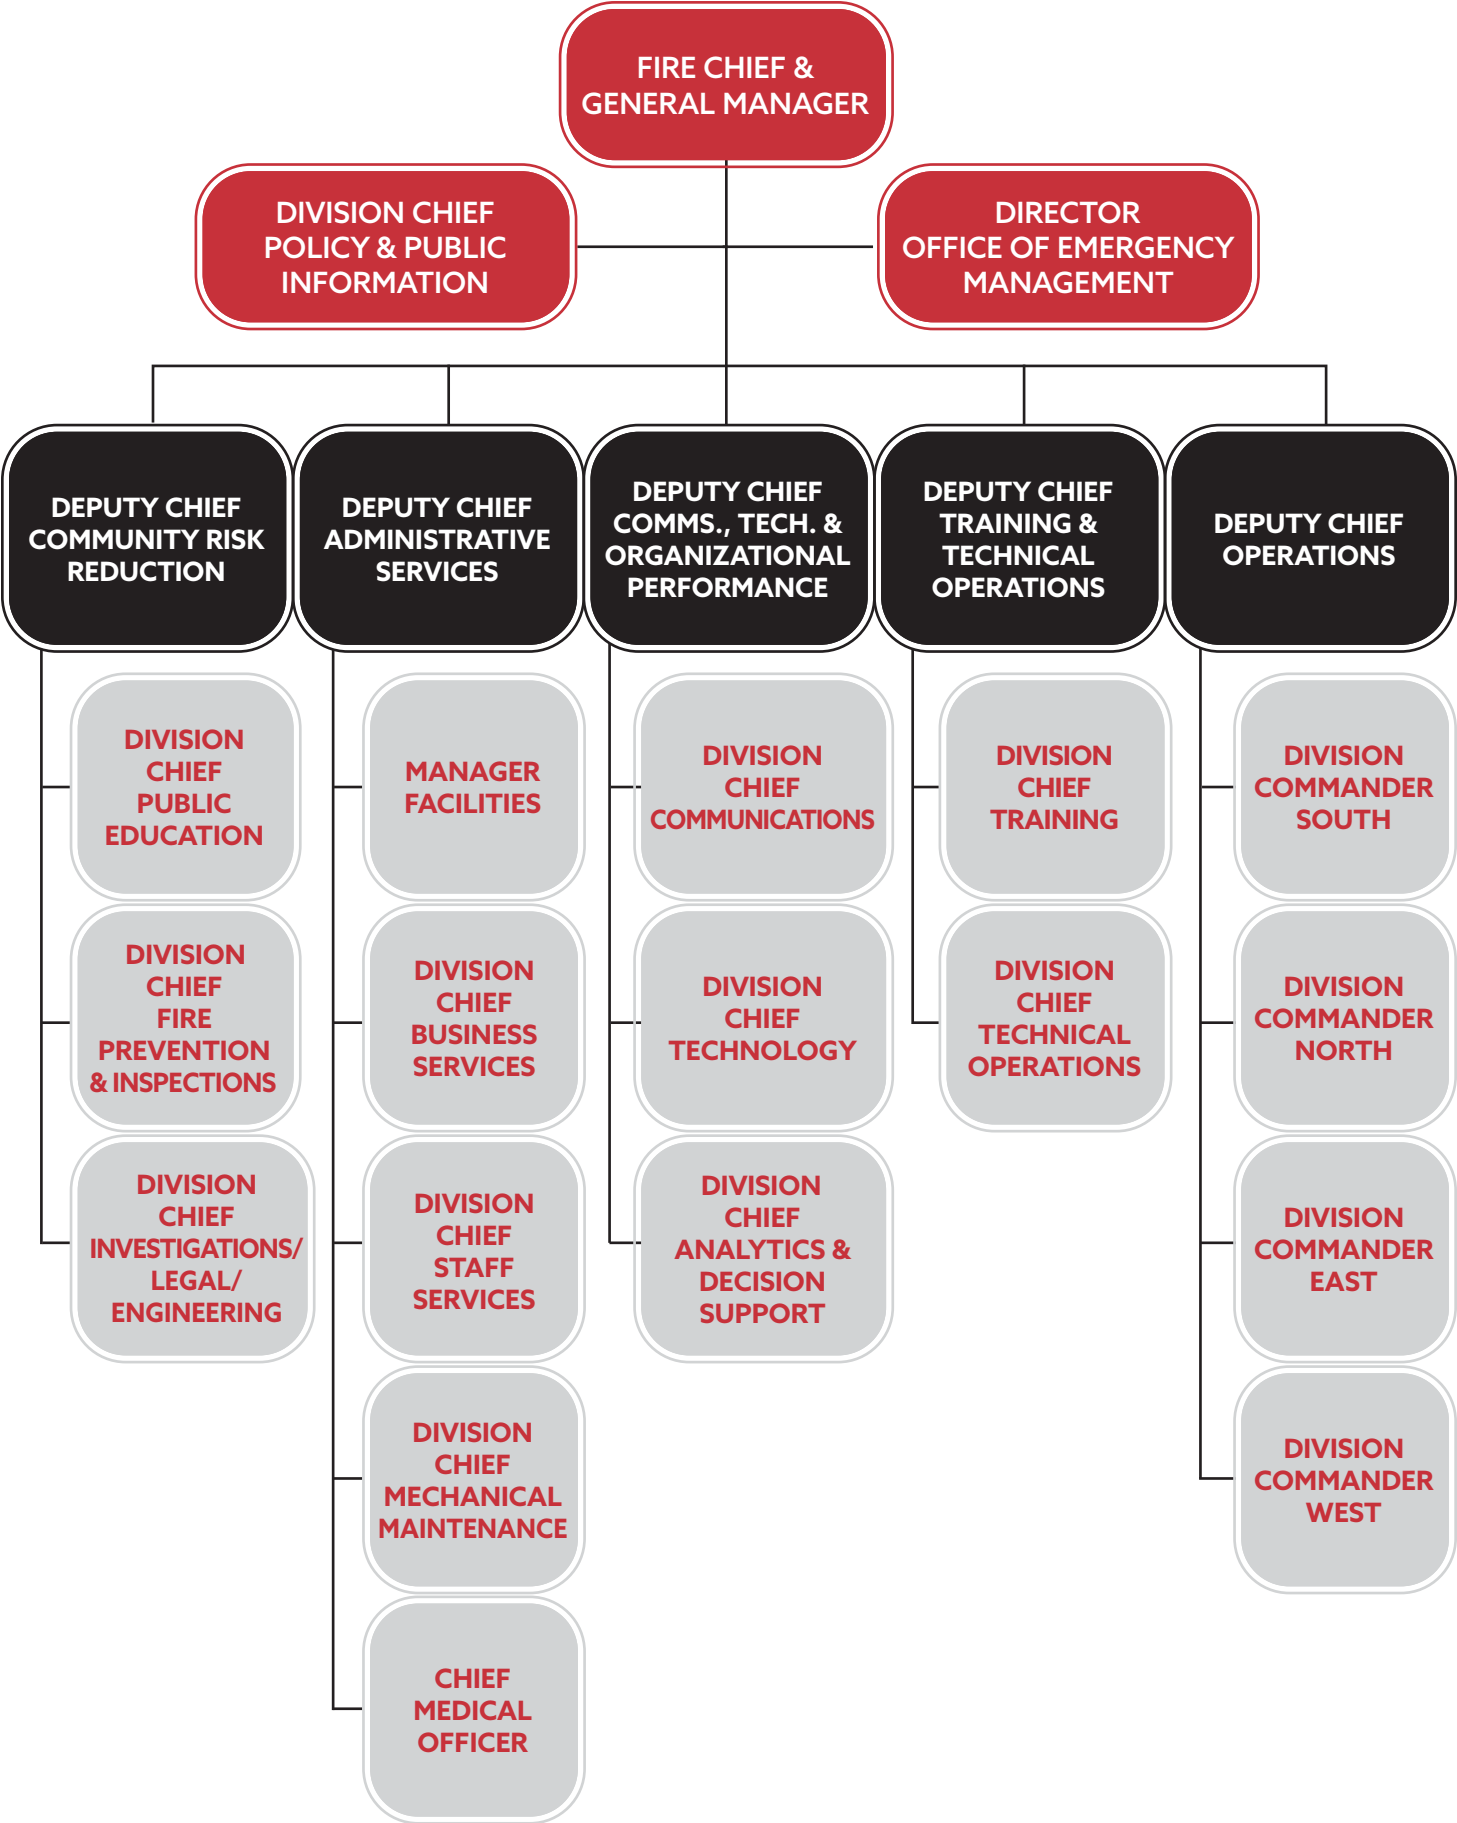 FIRE CHIEF &
GENERAL MANAGER
DIVISION CHIEF
POLICY & PUBLIC
INFORMATION
DIRECTOR
OFFICE OF EMERGENCY
MANAGEMENT
DEPUTY CHIEF
COMMUNITY RISK
REDUCTION
DEPUTY CHIEF
ADMINISTRATIVE
SERVICES
DEPUTY CHIEF
COMMS., TECH. &
ORGANIZATIONAL
PERFORMANCE
DEPUTY CHIEF
TRAINING &
TECHNICAL
OPERATIONS
DEPUTY CHIEF
OPERATIONS
DIVISION
CHIEF
PUBLIC
EDUCATION
DIVISION
CHIEF
FIRE
PREVENTION
& INSPECTIONS
DIVISION
CHIEF
INVESTIGATIONS/
LEGAL/
ENGINEERING
MANAGER
FACILITIES
DIVISION
CHIEF
BUSINESS
SERVICES
DIVISION
CHIEF
STAFF
SERVICES
DIVISION
CHIEF
MECHANICAL
MAINTENANCE
CHIEF
MEDICAL
OFFICER
DIVISION
CHIEF
COMMUNICATIONS
DIVISION
CHIEF
TECHNOLOGY
DIVISION
CHIEF
ANALYTICS &
DECISION
SUPPORT
DIVISION
CHIEF
TRAINING
DIVISION
CHIEF
TECHNICAL
OPERATIONS
DIVISION
COMMANDER
SOUTH
DIVISION
COMMANDER
NORTH
DIVISION
COMMANDER
EAST
DIVISION
COMMANDER
WEST